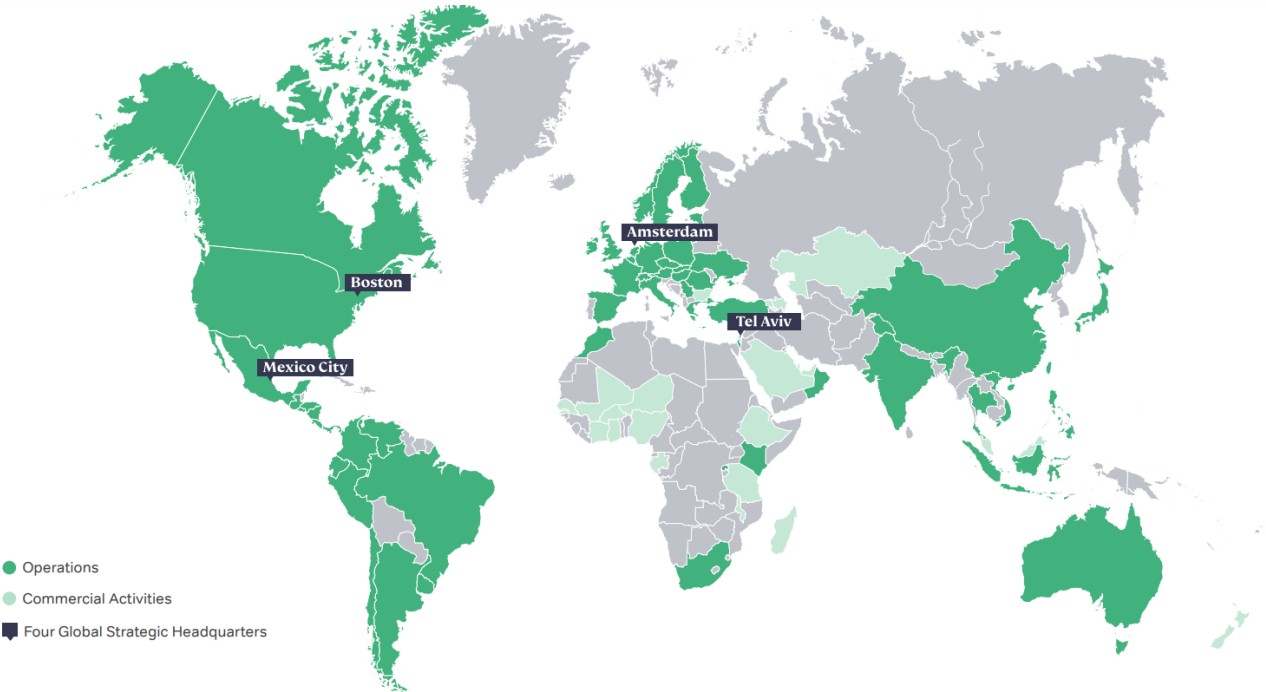 Amsterdam
Boston
Tel Aviv
Mexico City
Operations
Commercial Activities
Four Global Strategic Headquarters